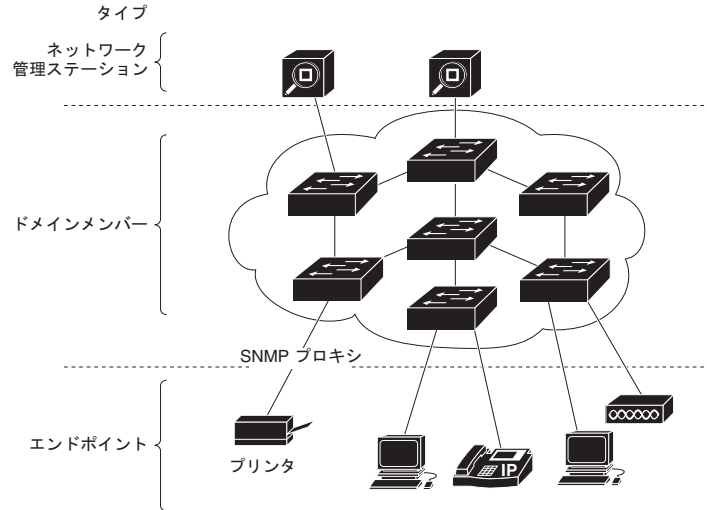 タイプ
ネットワーク
管理ステーション
ドメインメンバー
SNMP プロキシ
エンドポイント
プリンタ
IP